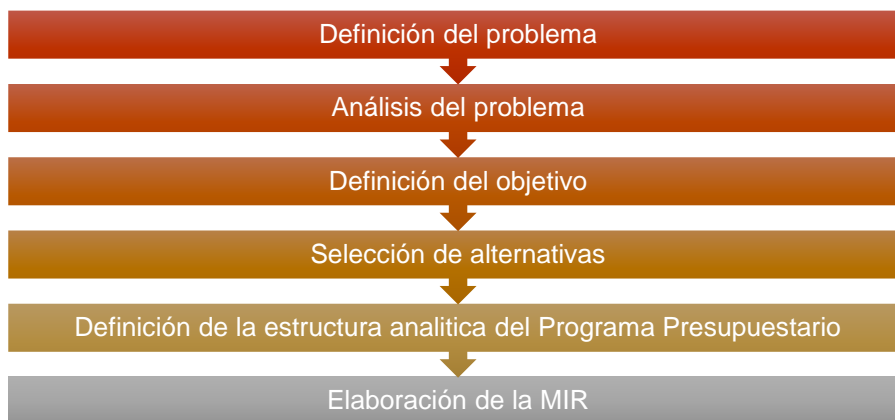 Definición del problema
Análisis del problema
Definición del objetivo
Selección de alternativas
Definición de la estructura analitica del Programa Presupuestario
Elaboración de la MIR